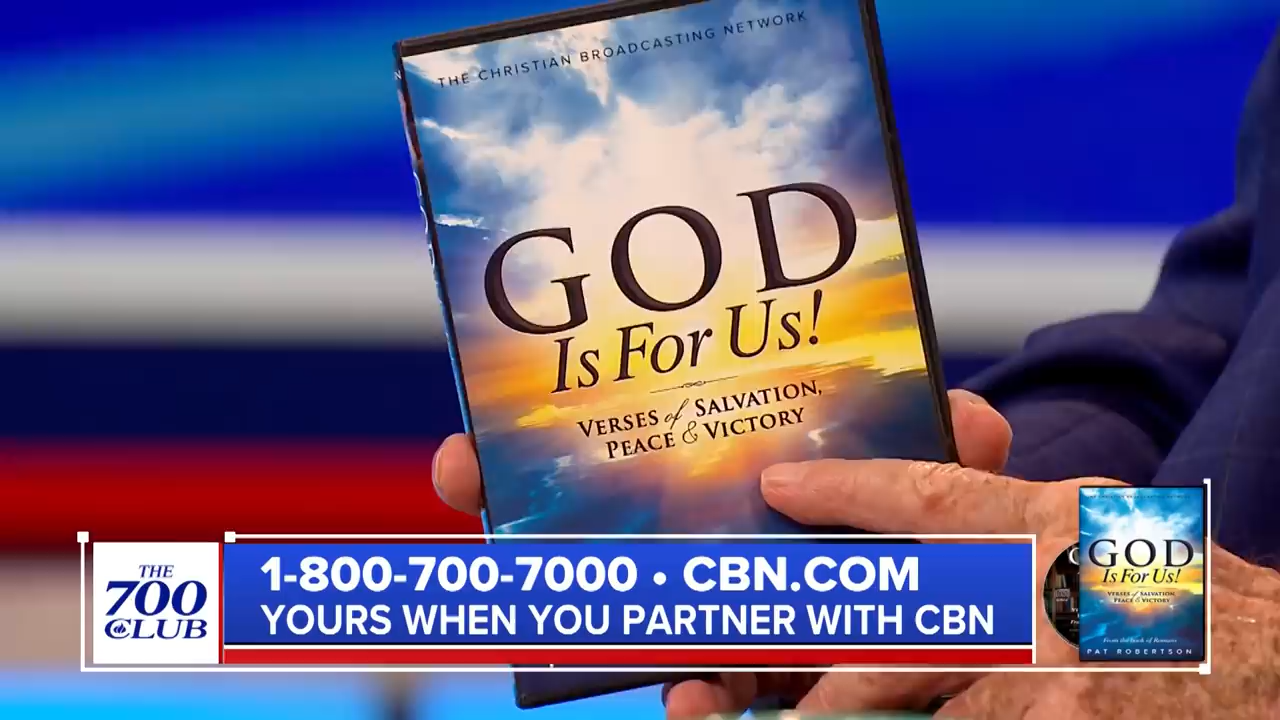 THE CHRISTIAN BROADCASTING NETWORK
GOD
Is For Us!
VERSES of SALVATION,
PEACE & VICTORY
THE
700
CLUB
1-800-700-7000 • CBN.COM
YOURS WHEN YOU PARTNER WITH CBN
GOD
Is For Us!
VERSES of SALVATION,
PEACE & VICTORY
From the book of Romans
PAT ROBERTSON